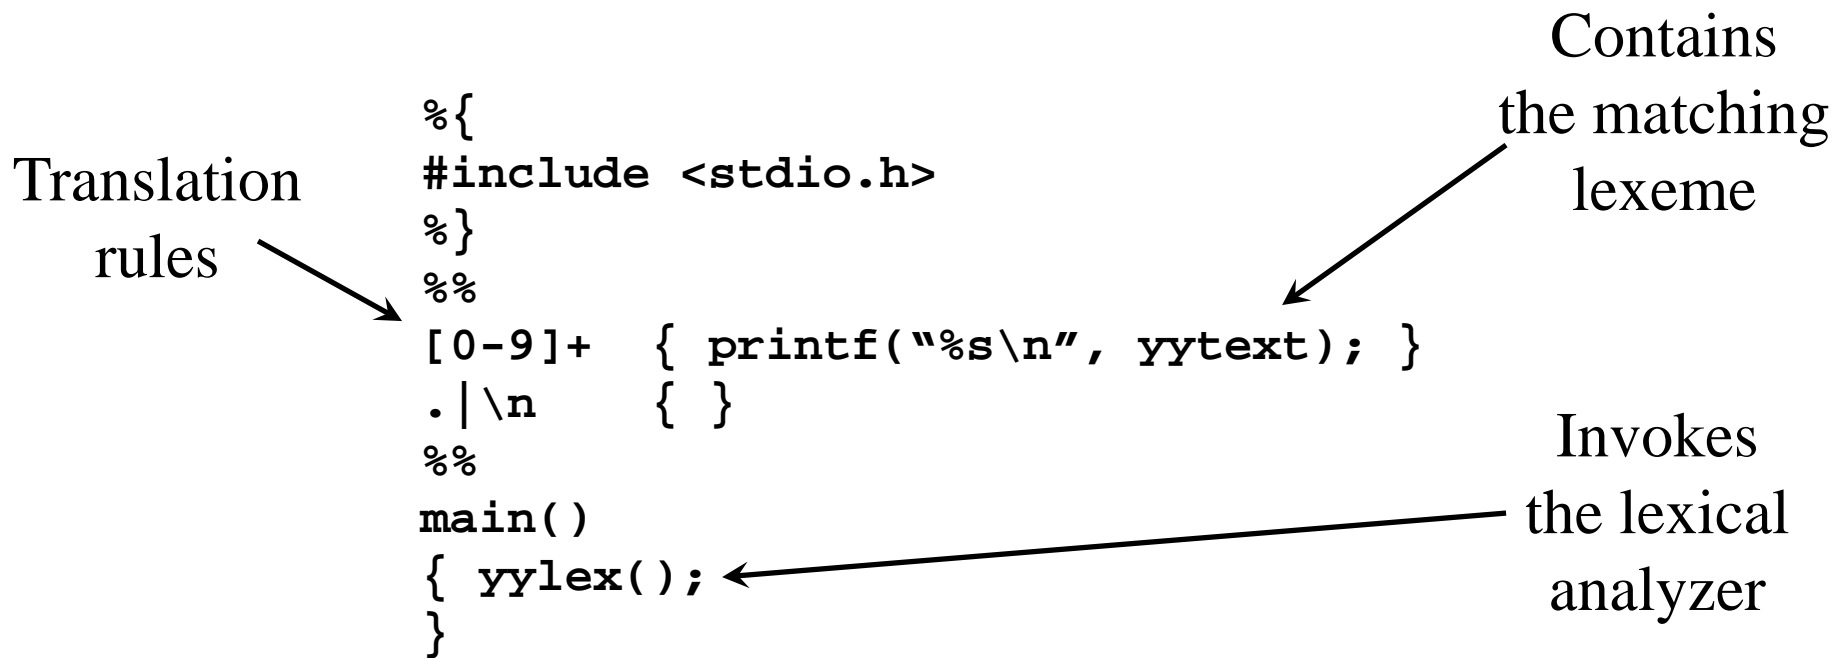 Contains
the matching
lexeme
Translation
rules
%{
#include <stdio.h>
%}
%%
[0-9]+  { printf(“%s\n”, yytext); }
.|\n    { }
%%
main()
{ yylex();
}
Invokes
the lexical
analyzer